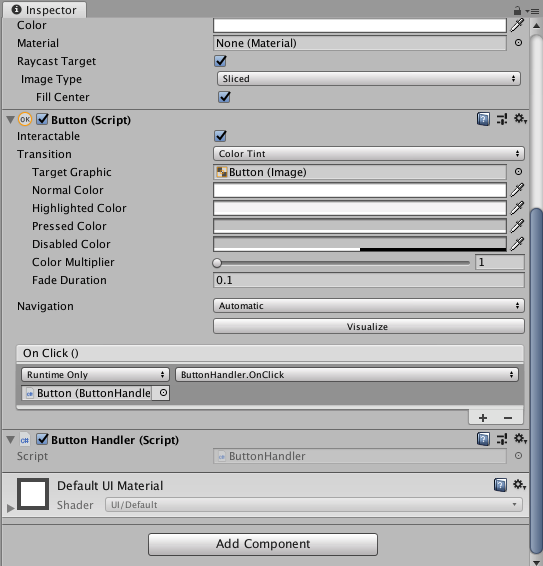 Inspector
Color
Material None (Material)
Raycast Target
Image Type Sliced
Fill Center
OK Button (Script)
Interactable
Transition Color Tint
Target Graphic Button (Image)
Normal Color
Highlighted Color
Pressed Color
Disabled Color
Color Multiplier 1
Fade Duration 0.1
Navigation Automatic
Visualize
On Click ()
Runtime Only ButtonHandler.OnClick
Button (ButtonHandle
C# Button Handler (Script)
Script ButtonHandler
Default UI Material
Shader UI/Default
Add Component